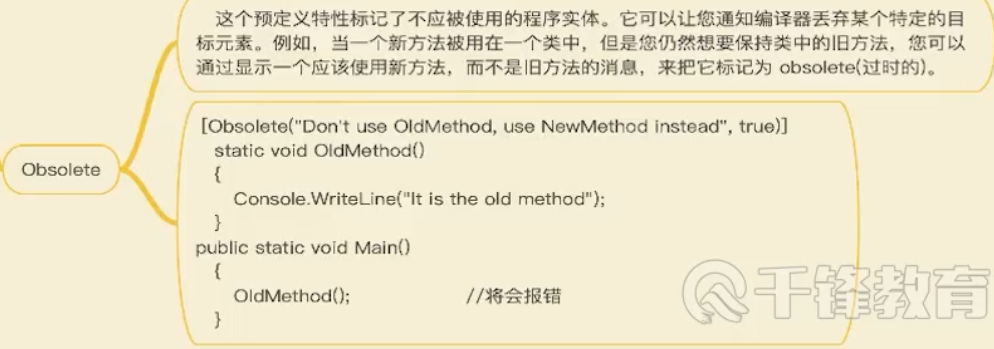 这个预定义特性标记了不应被使用的程序实体。它可以让您通知编译器丢弃某个特定的目
标元素。例如，当一个新方法被用在一个类中，但是您仍然想要保持类中的旧方法，您可以
通过显示一个应该使用新方法，而不是旧方法的消息，来把它标记为 obsolete(过时的)。
Obsolete
[Obsolete("Don't use OldMethod, use NewMethod instead", true)]
static void OldMethod()
{
Console.WriteLine("It is the old method");
}
public static void Main()
{
OldMethod(); //将会报错
}
千锋教育